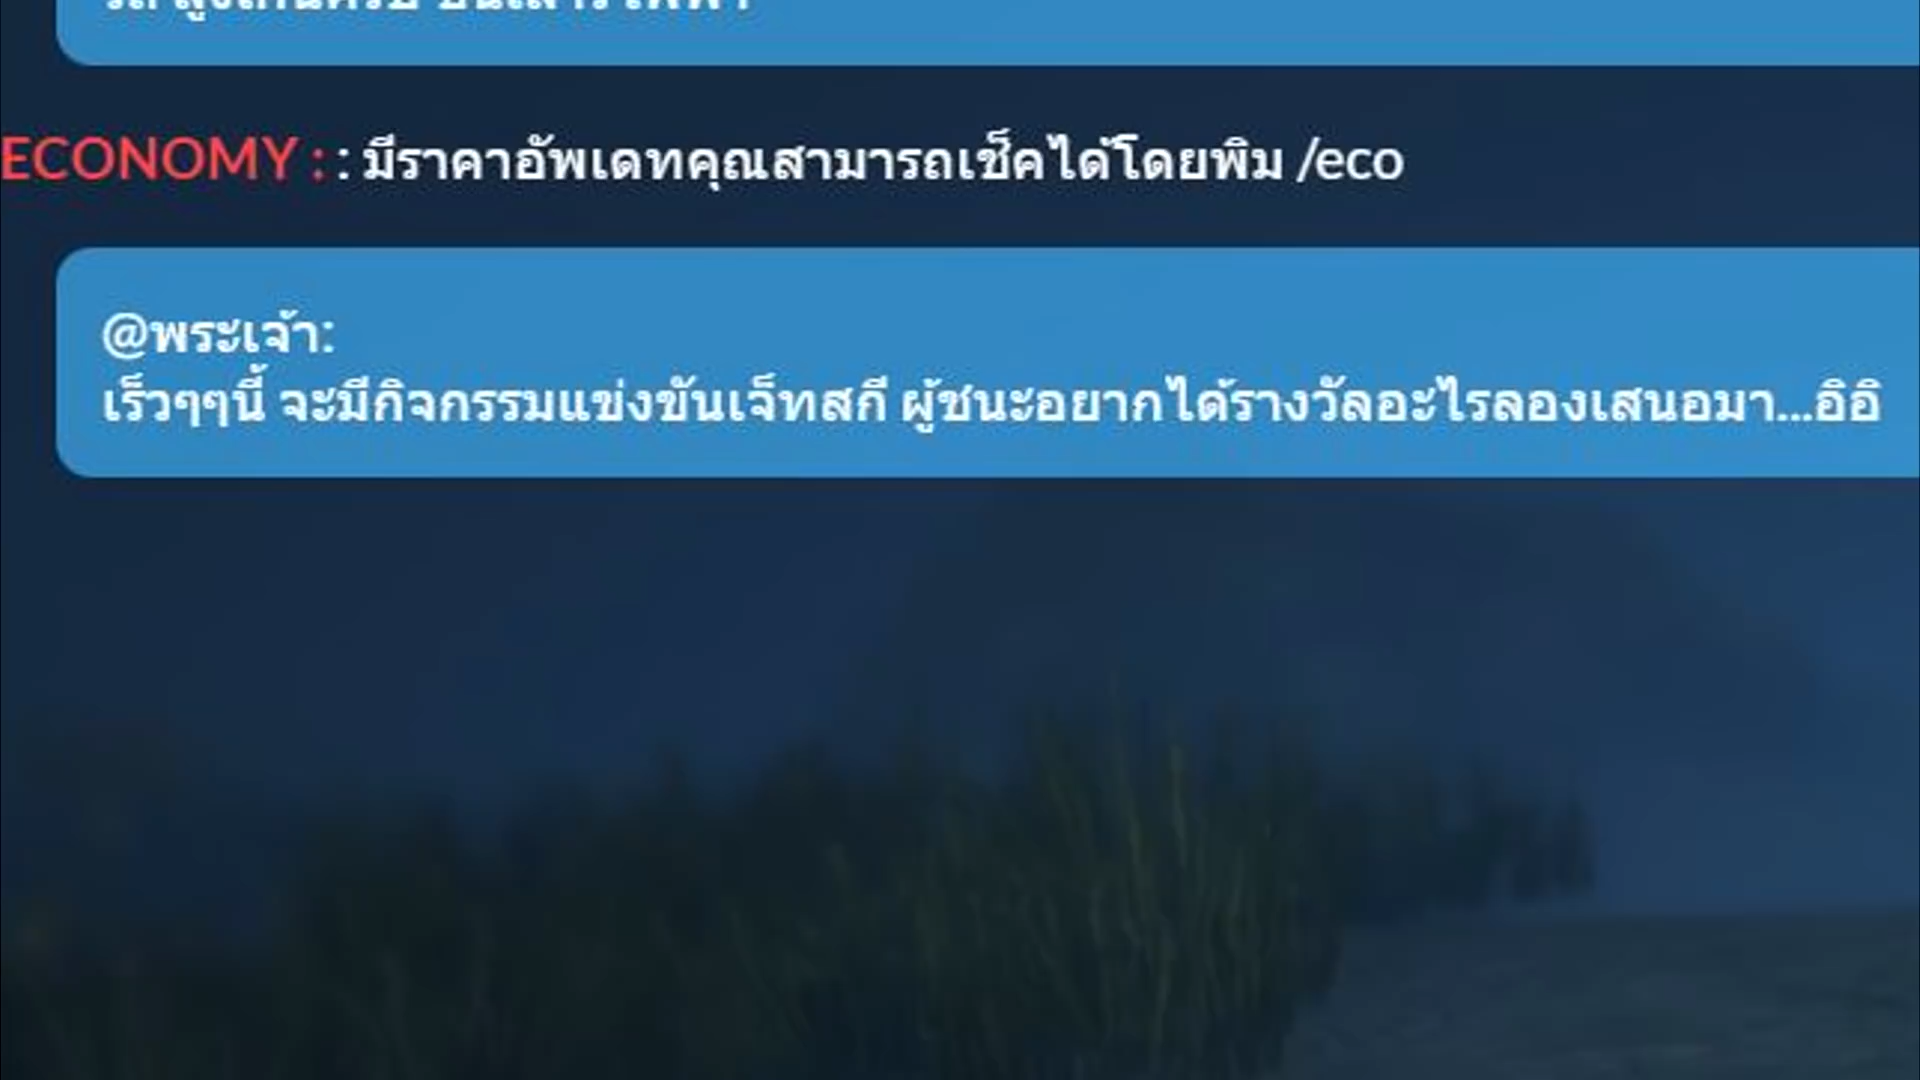 ECONOMY : : มีราคาอัพเดทคุณสามารถเช็คได้โดยพิม /eco
@พระเจ้า:
เร็วๆๆนี้ จะมีกิจกรรมแข่งขันเจ็ทสกี ผู้ชนะอยากได้รางวัลอะไรลองเสนอมา...อิอิ